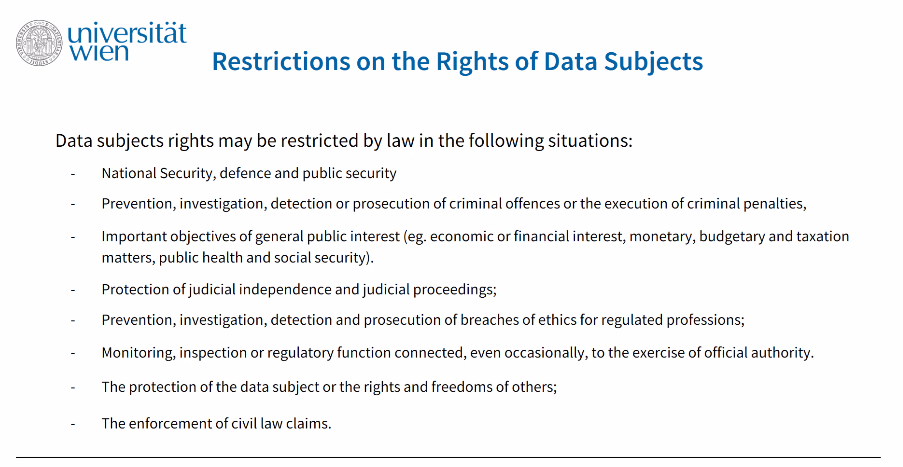 universität
wien
Restrictions on the Rights of Data Subjects
Data subjects rights may be restricted by law in the following situations:
- National Security, defence and public security
- Prevention, investigation, detection or prosecution of criminal offences or the execution of criminal penalties,
- Important objectives of general public interest (eg. economic or financial interest, monetary, budgetary and taxation
matters, public health and social security).
- Protection of judicial independence and judicial proceedings;
- Prevention, investigation, detection and prosecution of breaches of ethics for regulated professions;
- Monitoring, inspection or regulatory function connected, even occasionally, to the exercise of official authority.
- The protection of the data subject or the rights and freedoms of others;
- The enforcement of civil law claims.